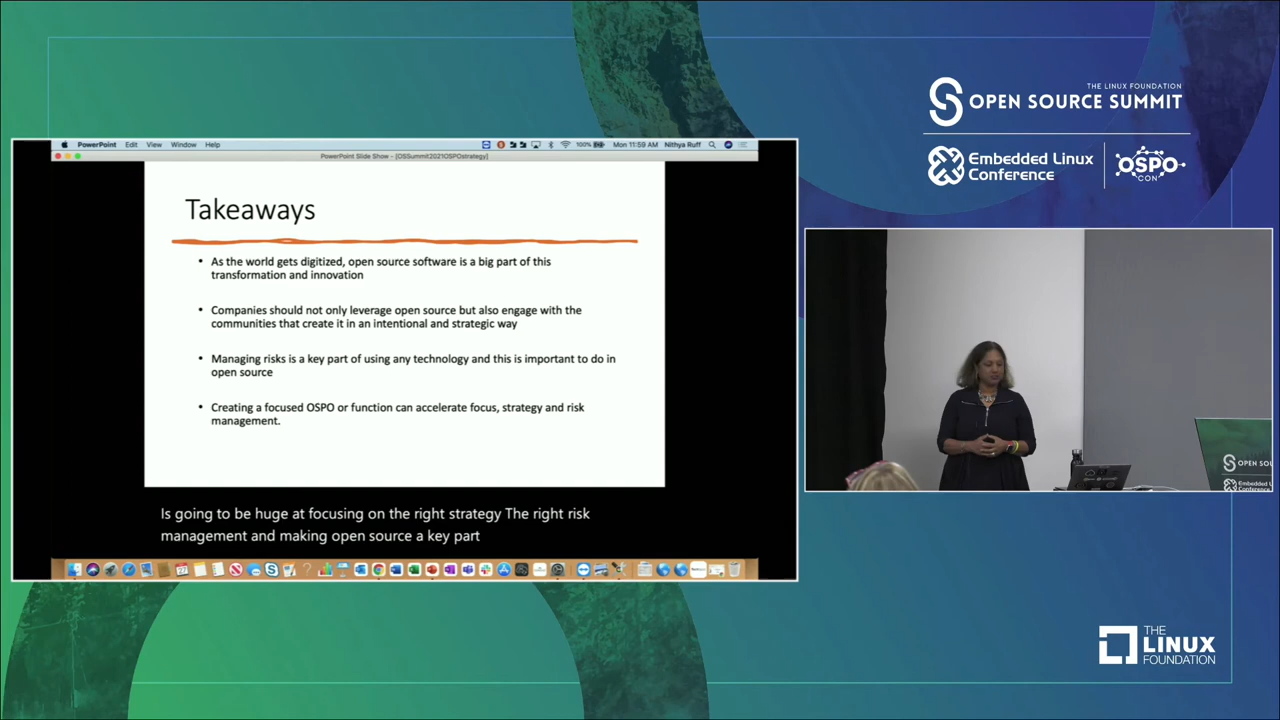 THE LINUX FOUNDATION
OPEN SOURCE SUMMIT
Embedded Linux
Conference
OSPO
CON
PowerPoint Edit View Window Help
100% Mon 11:59 AM Nithya Ruff
PowerPoint Slide Show - [OSSummit2021OSPOstrategy]
Takeaways
• As the world gets digitized, open source software is a big part of this
transformation and innovation
• Companies should not only leverage open source but also engage with the
communities that create it in an intentional and strategic way
• Managing risks is a key part of using any technology and this is important to do in
open source
• Creating a focused OSPO or function can accelerate focus, strategy and risk
management.
Is going to be huge at focusing on the right strategy The right risk
management and making open source a key part
OPEN SO
Embedded Li
Conference
THE
LINUX
FOUNDATION